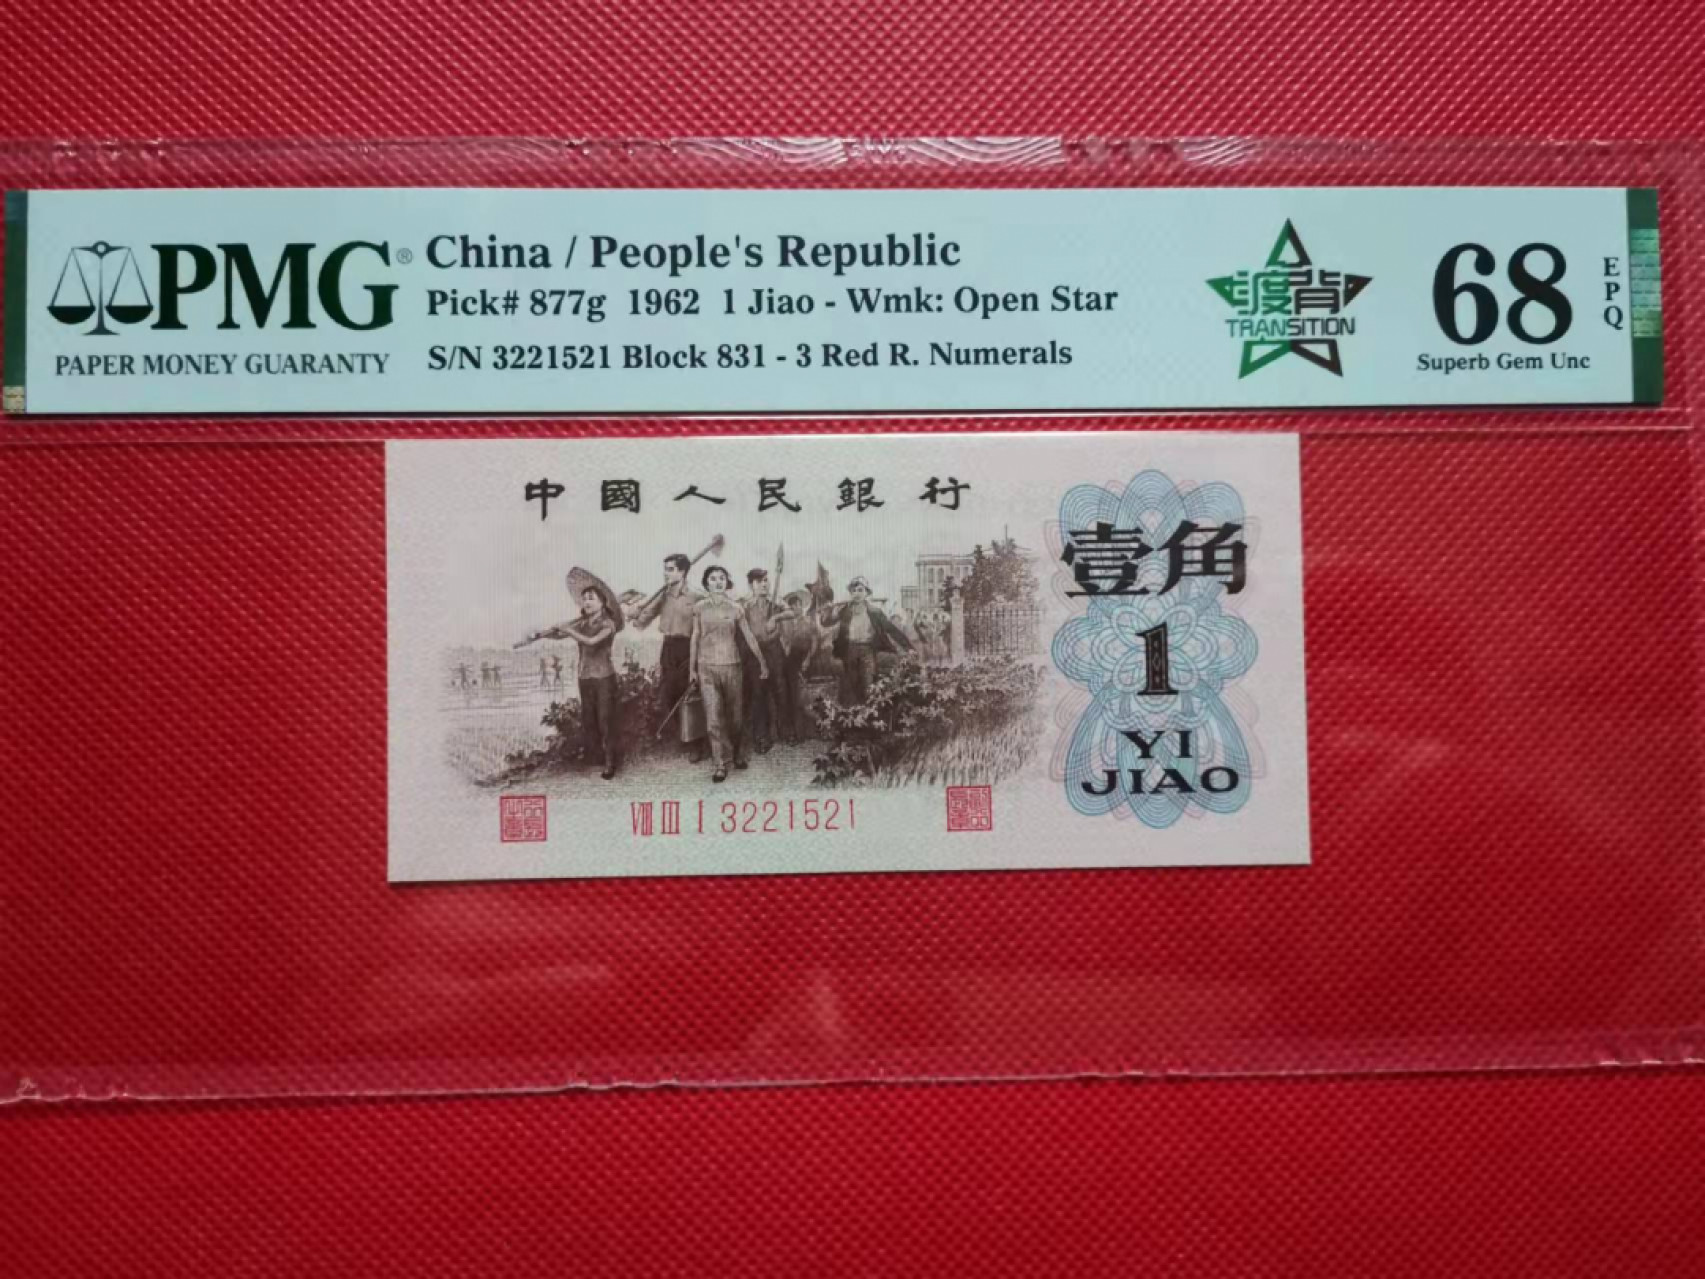 PMG®
PAPER MONEY GUARANTY
China / People's Republic
Pick# 877g 1962 1 Jiao - Wmk: Open Star
S/N 3221521 Block 831 - 3 Red R. Numerals
渡背
TRANSITION
68
EPQ
Superb Gem Unc
中國人民銀行
壹角
1
YI
JIAO
VIII III I 3221521